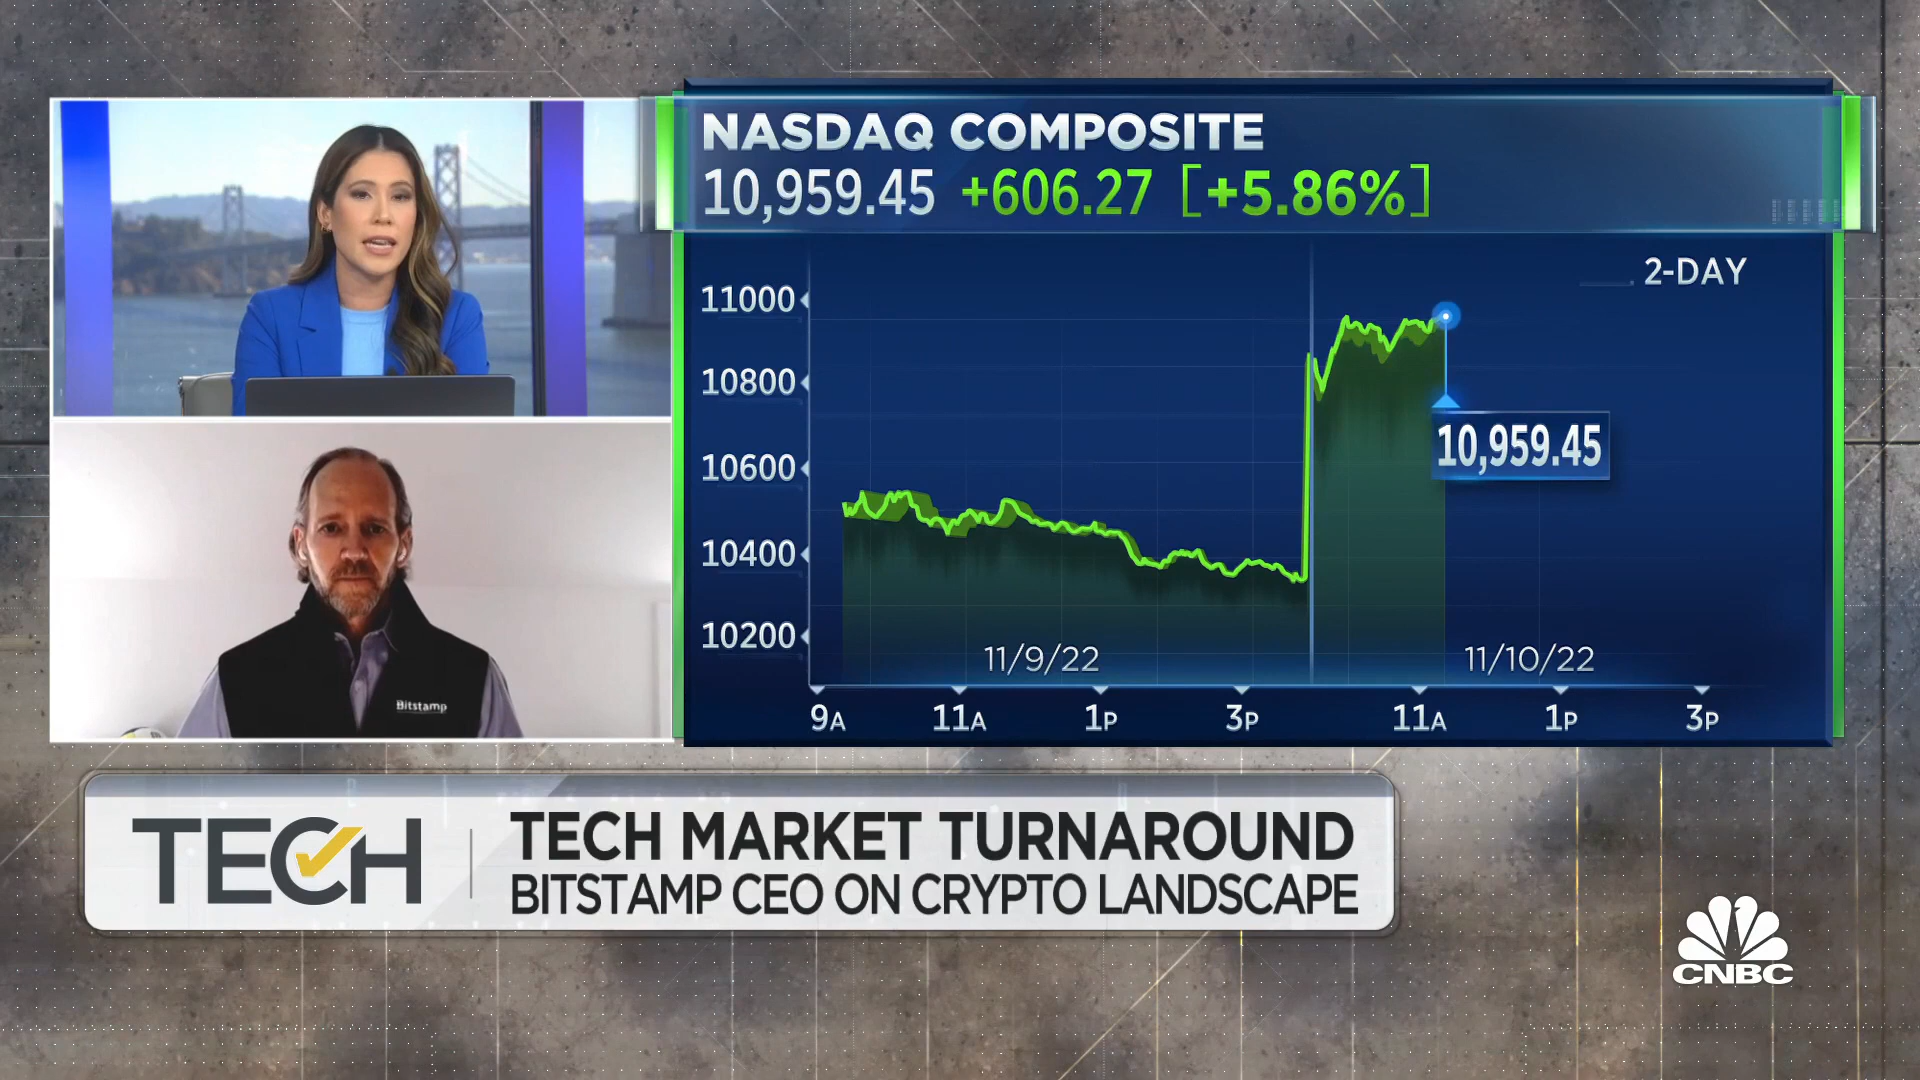 NASDAQ COMPOSITE
10,959.45 +606.27 [+5.86%]
2-DAY
11000
10800
10600
10400
10200
10,959.45
11/9/22
11/10/22
9A 11A 1P 3P 11A 1P 3P
Bitstamp
TECH
TECH MARKET TURNAROUND
BITSTAMP CEO ON CRYPTO LANDSCAPE
CNBC